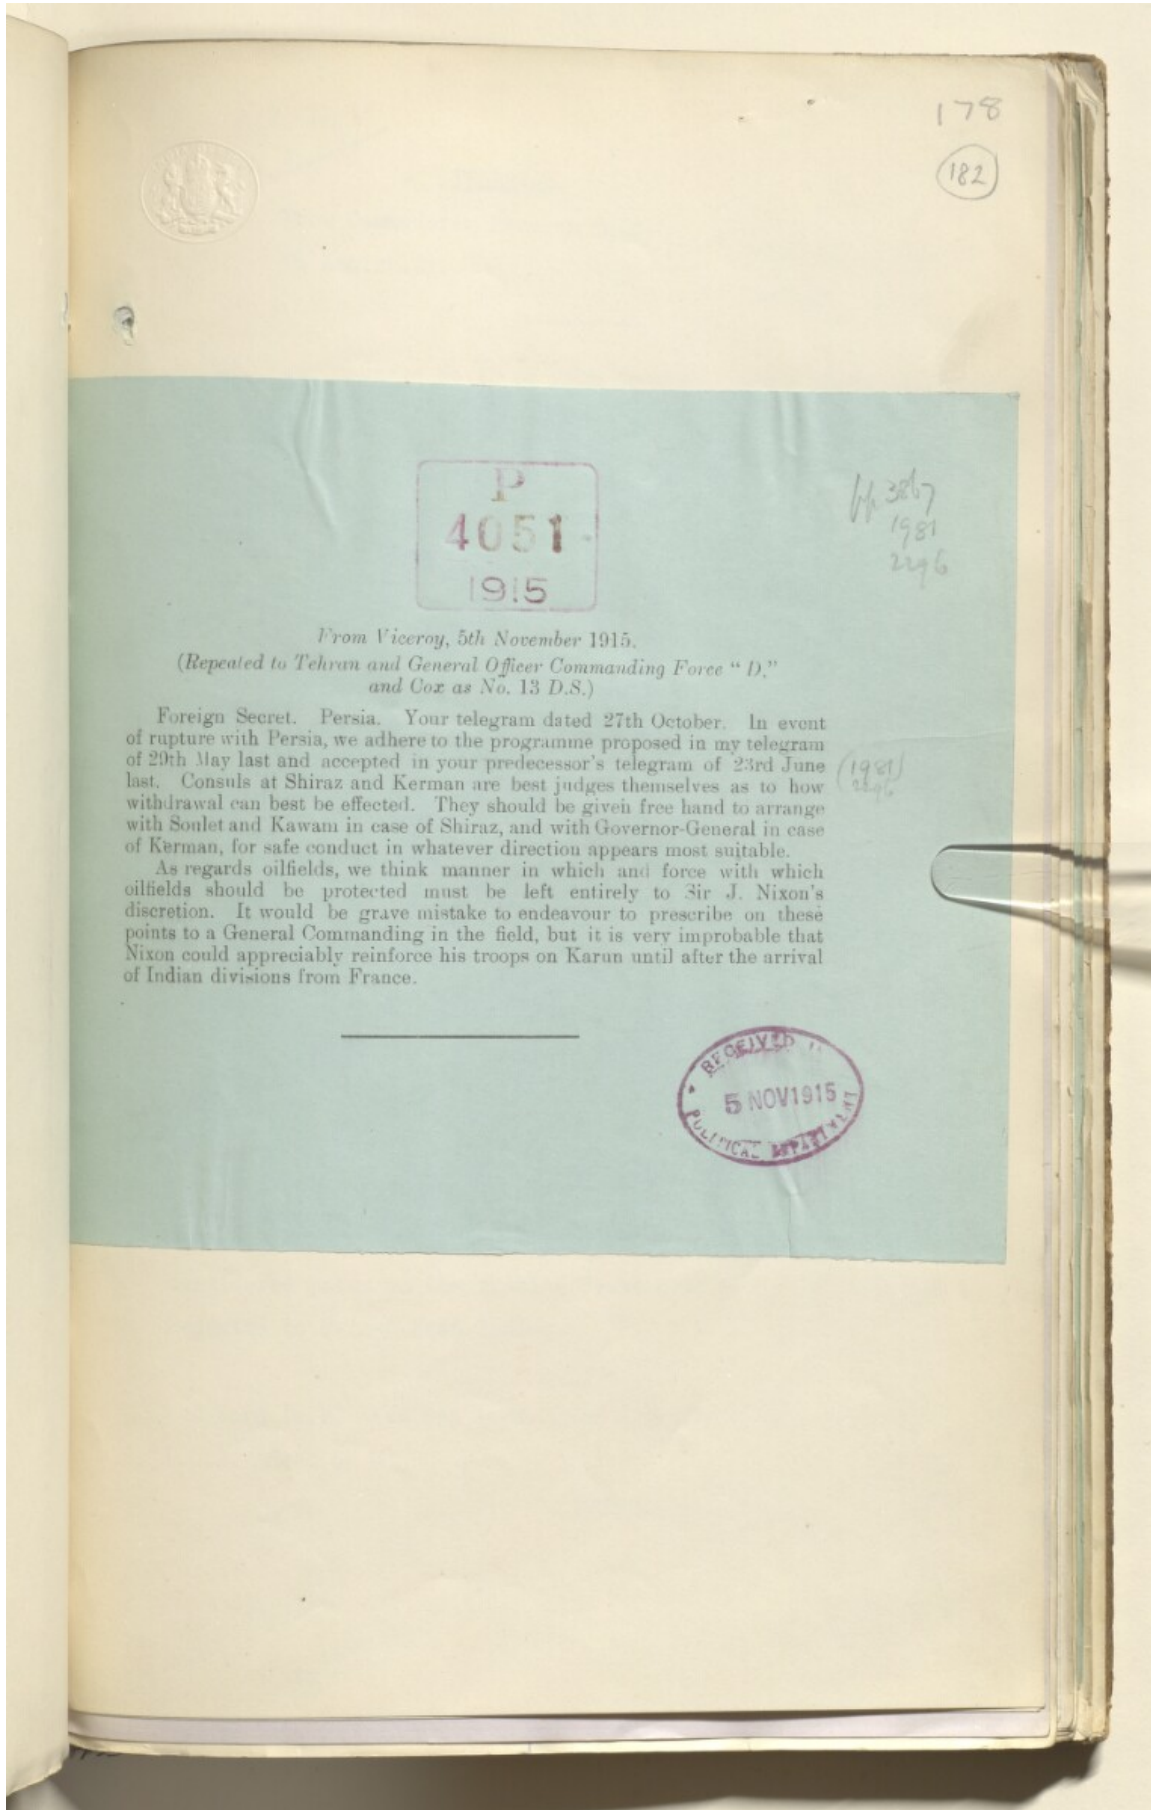 178
182
P
4051
1915
pp 3867
1981
2296
From Viceroy, 5th November 1915.
(Repeated to Tehran and General Officer Commanding Force “ D,”
and Cox as No. 13 D.S.)
Foreign Secret. Persia. Your telegram dated 27th October. In event
of rupture with Persia, we adhere to the programme proposed in my telegram
of 29th May last and accepted in your predecessor's telegram of 23rd June
(1981)
2296
last. Consuls at Shiraz and Kerman are best judges themselves as to how
withdrawal can best be effected. They should be given free hand to arrange
with Soulet and Kawam in case of Shiraz, and with Governor-General in case
of Kerman, for safe conduct in whatever direction appears most suitable.
As regards oilfields, we think manner in which and force with which
oilfields should be protected must be left entirely to Sir J. Nixon's
discretion. It would be grave mistake to endeavour to prescribe on these
points to a General Commanding in the field, but it is very improbable that
Nixon could appreciably reinforce his troops on Karun until after the arrival
of Indian divisions from France.
RECEIVED
5 NOV 1915
POLITICAL DEPARTMENT